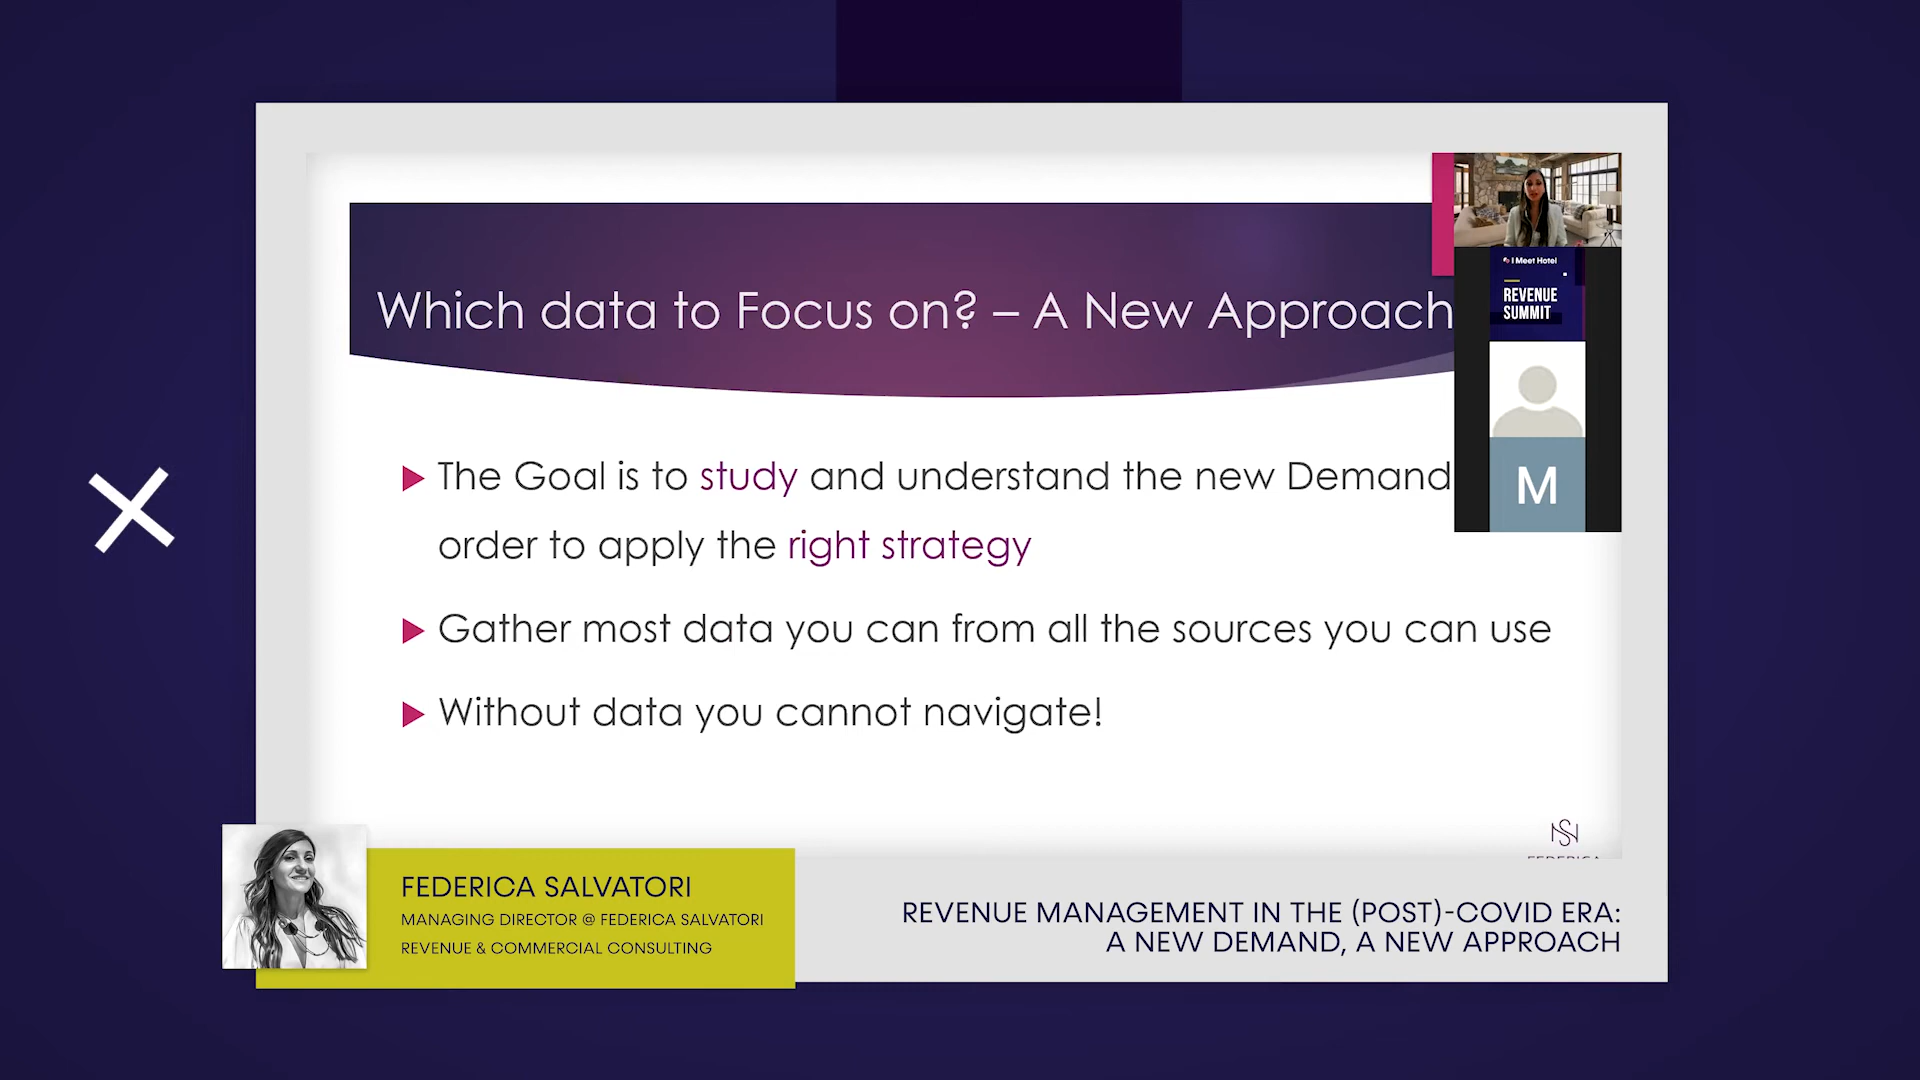 I Meet Hotel
REVENUE
SUMMIT
Which data to Focus on? – A New Approach
M
The Goal is to study and understand the new Demand
order to apply the right strategy
Gather most data you can from all the sources you can use
Without data you cannot navigate!
FEDERICA SALVATORI
MANAGING DIRECTOR @ FEDERICA SALVATORI
REVENUE & COMMERCIAL CONSULTING
REVENUE MANAGEMENT IN THE (POST)-COVID ERA:
A NEW DEMAND, A NEW APPROACH